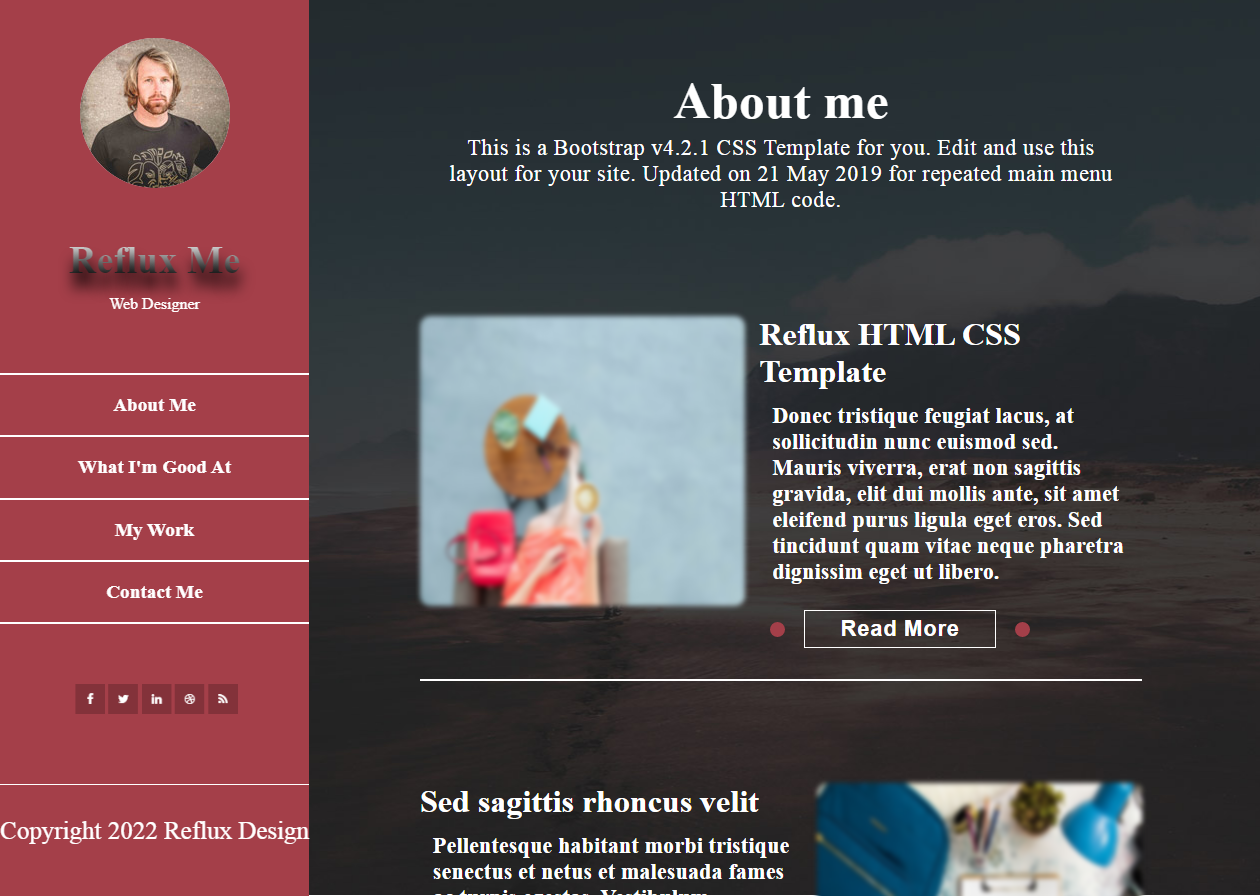 Reflux Me
Web Designer
About Me
What I'm Good At
My Work
Contact Me
Copyright 2022 Reflux Design
About me
This is a Bootstrap v4.2.1 CSS Template for you. Edit and use this
layout for your site. Updated on 21 May 2019 for repeated main menu
HTML code.
Reflux HTML CSS
Template
Donec tristique feugiat lacus, at
sollicitudin nunc euismod sed.
Mauris viverra, erat non sagittis
gravida, elit dui mollis ante, sit amet
eleifend purus ligula eget eros. Sed
tincidunt quam vitae neque pharetra
dignissim eget ut libero.
Read More
Sed sagittis rhoncus velit
Pellentesque habitant morbi tristique
senectus et netus et malesuada fames